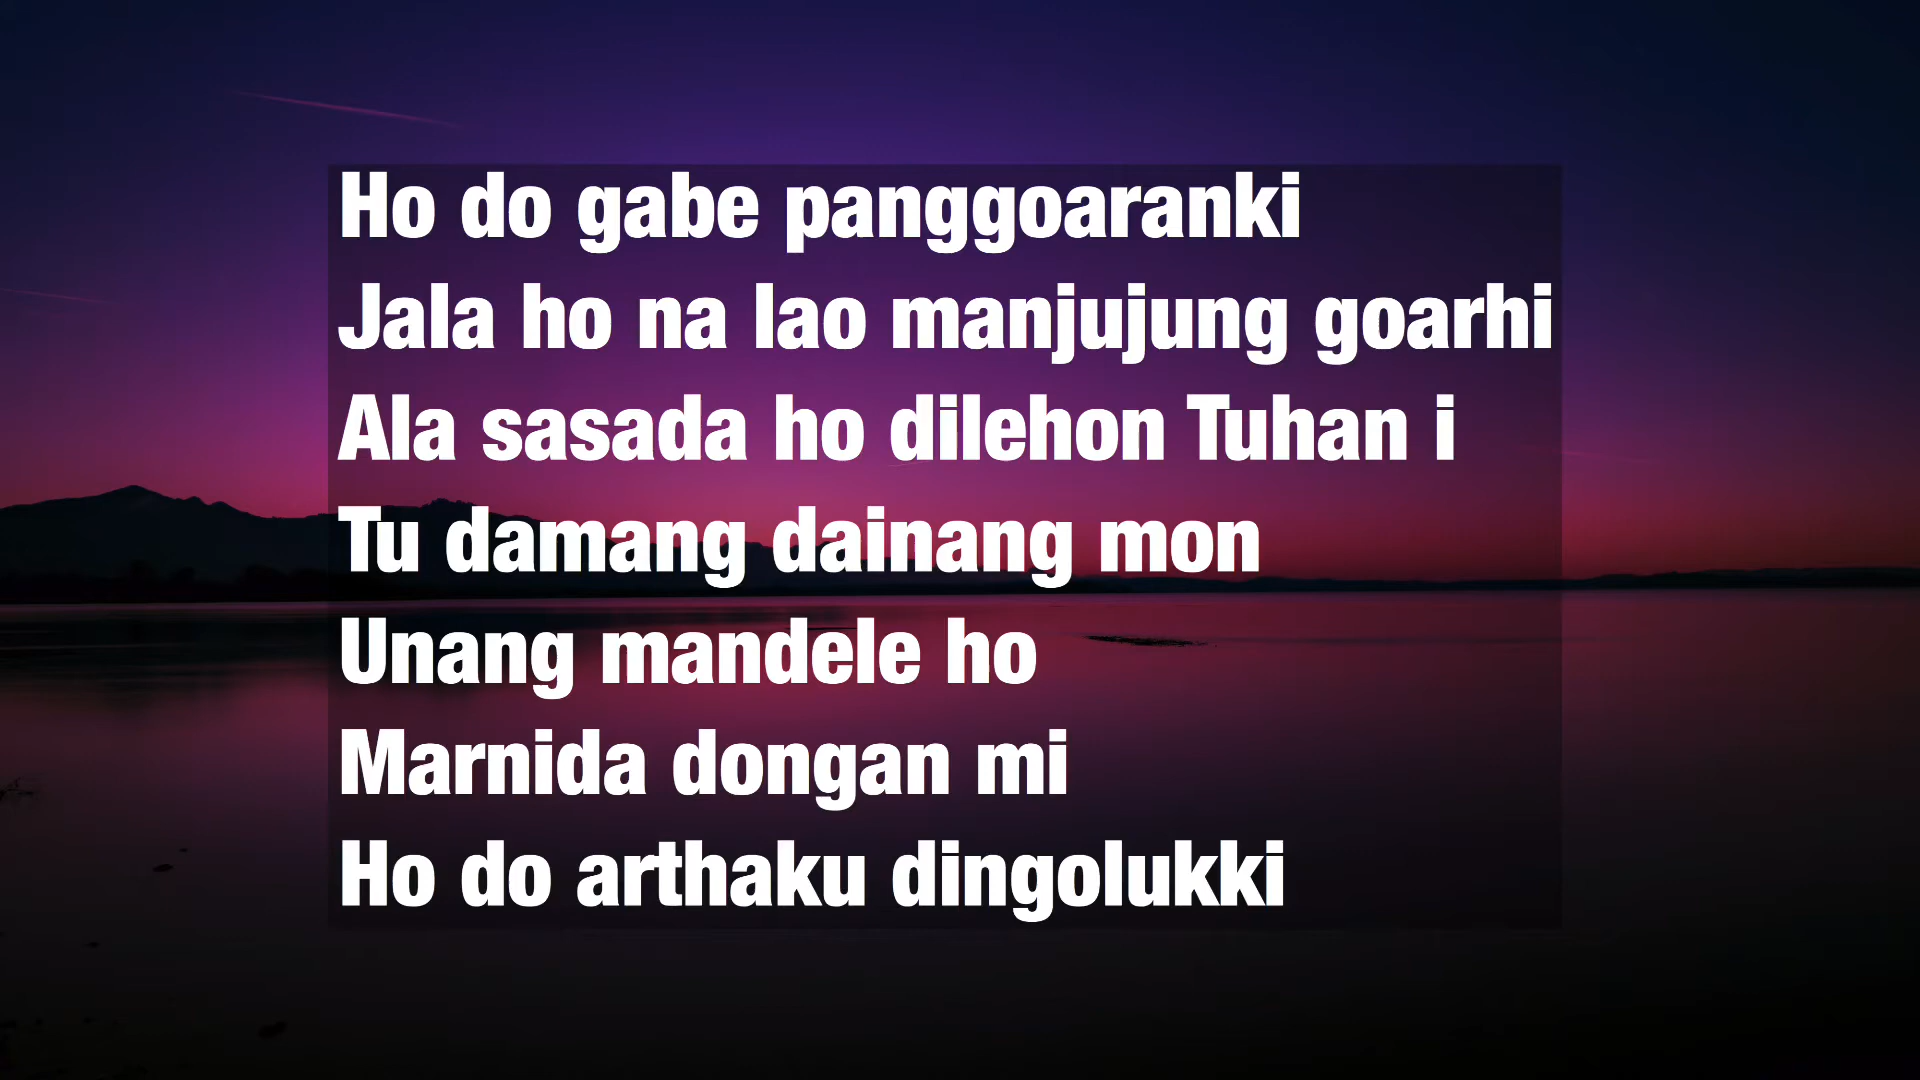 Ho do gabe panggoaranki
Jala ho na lao manjujung goarhi
Ala sasada ho dilehon Tuhan i
Tu damang dainang mon
Unang mandele ho
Marnida dongan mi
Ho do arthaku dingolukki